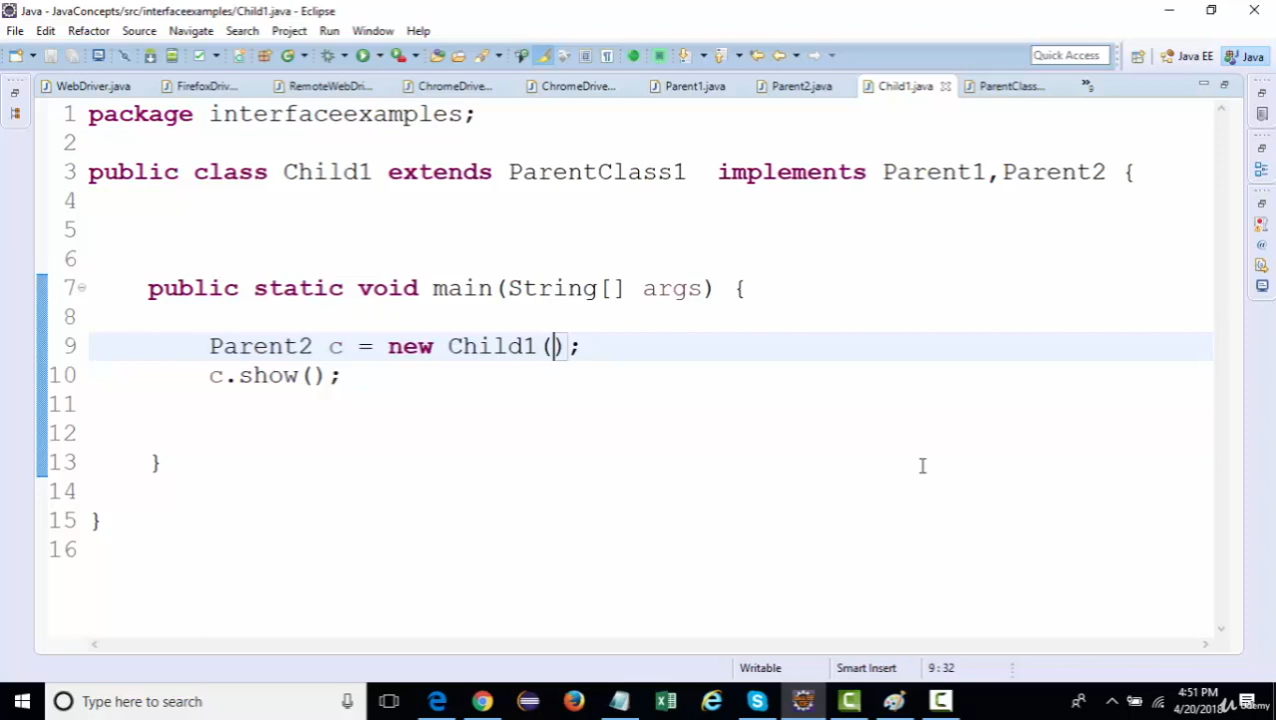 Java - JavaConcepts/src/interfaceexamples/Child1.java - Eclipse
File Edit Refactor Source Navigate Search Project Run Window Help
Quick Access Java EE Java
WebDriver.java FirefoxDriv... RemoteWebDri... ChromeDrive... ChromeDrive... Parent1.java Parent2.java Child1.java ParentClass...
1 package interfaceexamples;
2
3 public class Child1 extends ParentClass1 implements Parent1,Parent2 {
4
5
6
7 public static void main(String[] args) {
8
9 Parent2 c = new Child1();
10 c.show();
11
12
13 }
14
15 }
16
Writable Smart Insert 9 : 32
Type here to search
4:51 PM
4/20/2018
Udemy